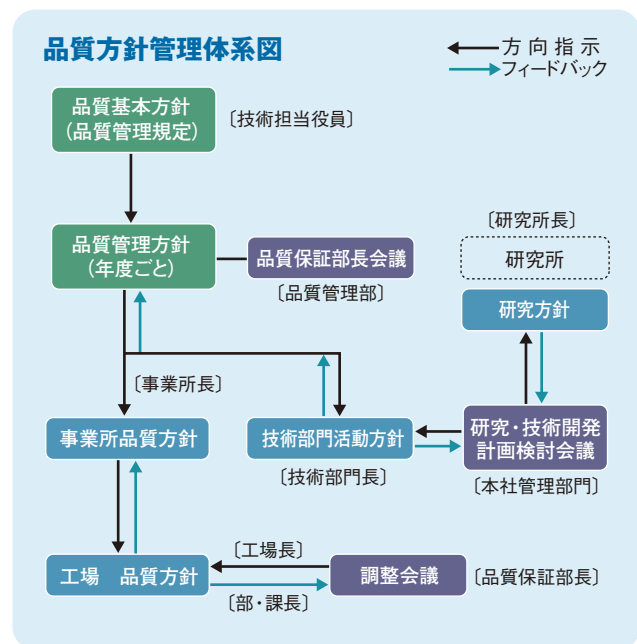 品質方針管理体系図
方向指示
フィードバック
品質基本方針
(品質管理規定)
〔技術担当役員〕
品質管理方針
(年度ごと)
品質保証部長会議
〔品質管理部〕
〔研究所長〕
研究所
研究方針
〔事業所長〕
事業所品質方針
技術部門活動方針
〔技術部門長〕
研究・技術開発
計画検討会議
〔本社管理部門〕
工場　品質方針
〔工場長〕
〔部・課長〕
調整会議
〔品質保証部長〕